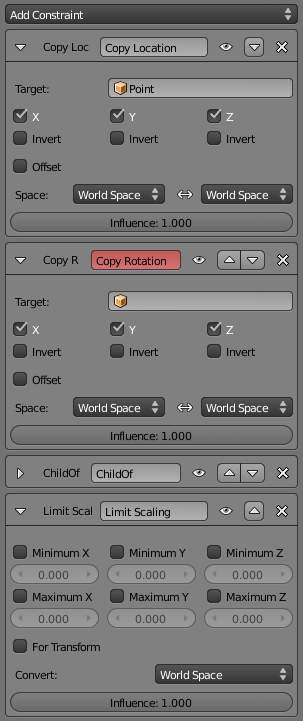 Add Constraint
Copy Loc Copy Location
Target: Point
X Y Z
Invert Invert Invert
Offset
Space: World Space World Space
Influence: 1.000
Copy R Copy Rotation
Target:
X Y Z
Invert Invert Invert
Offset
Space: World Space World Space
Influence: 1.000
ChildOf ChildOf
Limit Scal Limit Scaling
Minimum X Minimum Y Minimum Z
0.000 0.000 0.000
Maximum X Maximum Y Maximum Z
0.000 0.000 0.000
For Transform
Convert: World Space
Influence: 1.000